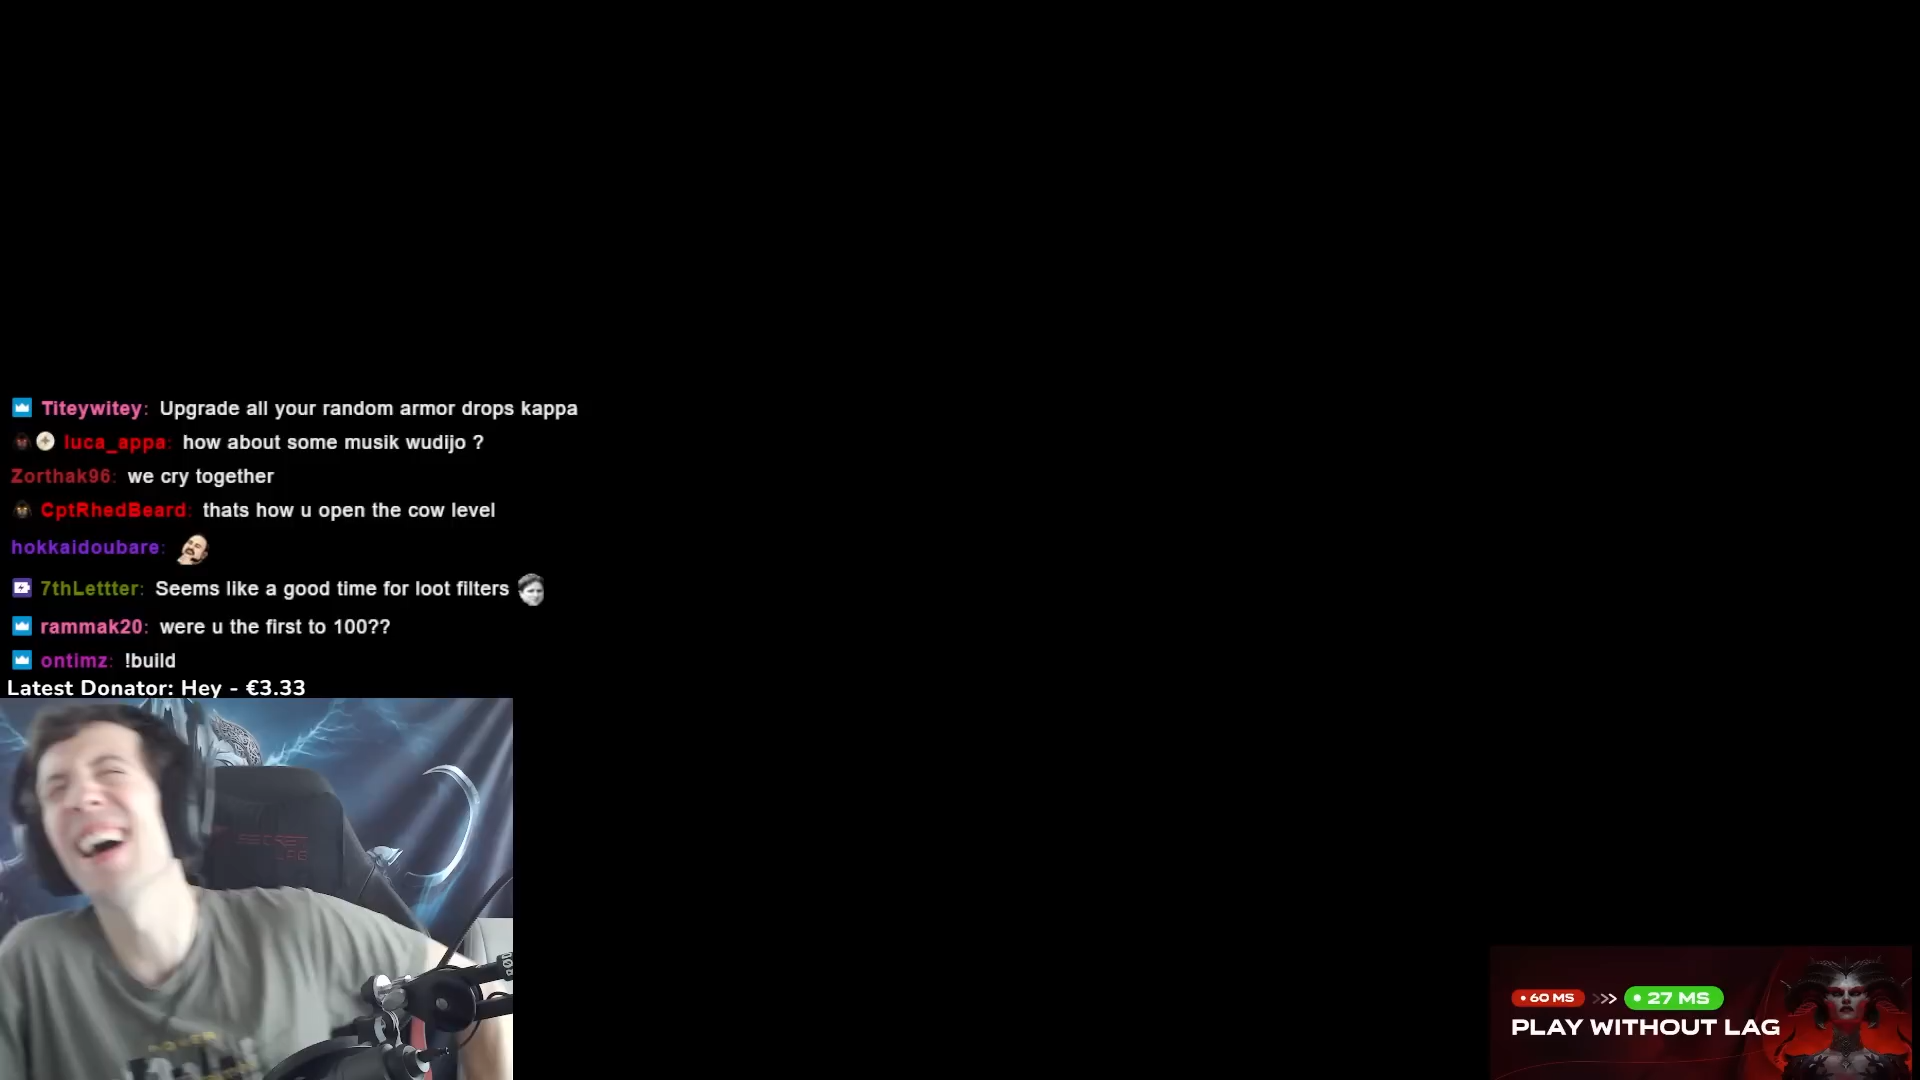 Titeywitey: Upgrade all your random armor drops kappa
luca_appa: how about some musik wudijo ?
Zorthak96: we cry together
CptRhedBeard: thats how u open the cow level
hokkaidoubare:
7thLettter: Seems like a good time for loot filters
rammak20: were u the first to 100??
ontimz: !build
Latest Donator: Hey - €3.33
SECRET
RØD
60 MS >>> 27 MS
PLAY WITHOUT LAG